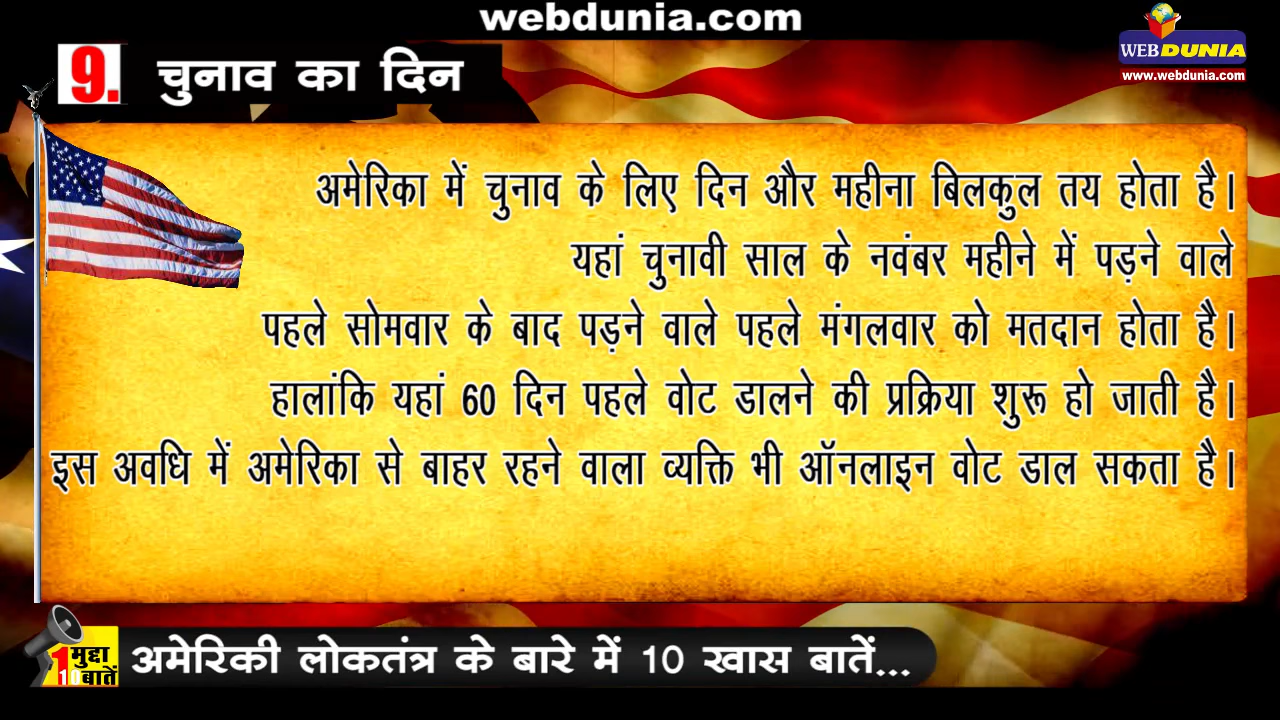 webdunia.com
WEBDUNIA
www.webdunia.com
9. चुनाव का दिन
अमेरिका में चुनाव के लिए दिन और महीना बिलकुल तय होता है।
यहां चुनावी साल के नवंबर महीने में पड़ने वाले
पहले सोमवार के बाद पड़ने वाले पहले मंगलवार को मतदान होता है।
हालांकि यहां 60 दिन पहले वोट डालने की प्रक्रिया शुरू हो जाती है।
इस अवधि में अमेरिका से बाहर रहने वाला व्यक्ति भी ऑनलाइन वोट डाल सकता है।
1 मुद्दा
10 बातें
अमेरिकी लोकतंत्र के बारे में 10 खास बातें...